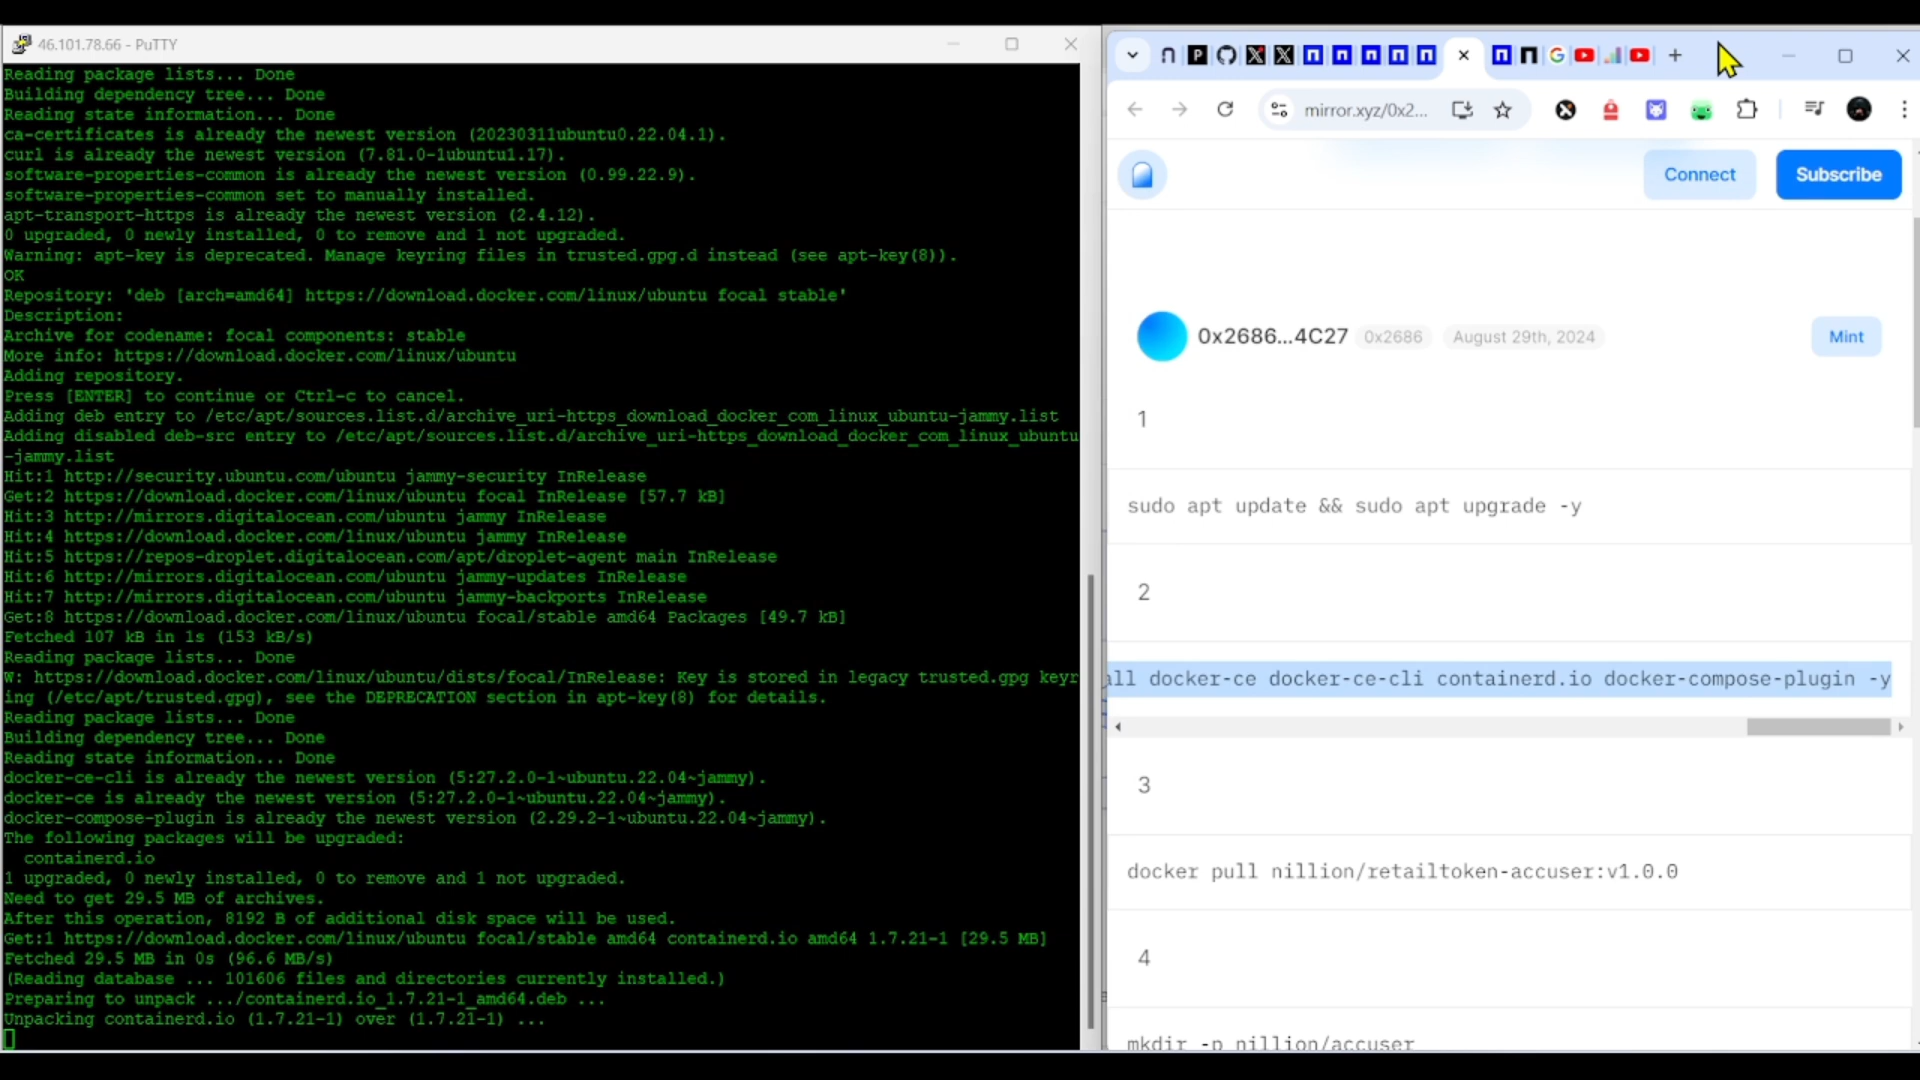 46.101.78.66 - PuTTY
Reading package lists... Done
Building dependency tree... Done
Reading state information... Done
ca-certificates is already the newest version (20230311ubuntu0.22.04.1).
curl is already the newest version (7.81.0-1ubuntu1.17).
software-properties-common is already the newest version (0.99.22.9).
software-properties-common set to manually installed.
apt-transport-https is already the newest version (2.4.12).
0 upgraded, 0 newly installed, 0 to remove and 1 not upgraded.
Warning: apt-key is deprecated. Manage keyring files in trusted.gpg.d instead (see apt-key(8)).
OK
Repository: 'deb [arch=amd64] https://download.docker.com/linux/ubuntu focal stable'
Description:
Archive for codename: focal components: stable
More info: https://download.docker.com/linux/ubuntu
Adding repository.
Press [ENTER] to continue or Ctrl-c to cancel.
Adding deb entry to /etc/apt/sources.list.d/archive_uri-https_download_docker_com_linux_ubuntu-jammy.list
Adding disabled deb-src entry to /etc/apt/sources.list.d/archive_uri-https_download_docker_com_linux_ubuntu
-jammy.list
Hit:1 http://security.ubuntu.com/ubuntu jammy-security InRelease
Get:2 https://download.docker.com/linux/ubuntu focal InRelease [57.7 kB]
Hit:3 http://mirrors.digitalocean.com/ubuntu jammy InRelease
Hit:4 https://download.docker.com/linux/ubuntu jammy InRelease
Hit:5 https://repos-droplet.digitalocean.com/apt/droplet-agent main InRelease
Hit:6 http://mirrors.digitalocean.com/ubuntu jammy-updates InRelease
Hit:7 http://mirrors.digitalocean.com/ubuntu jammy-backports InRelease
Get:8 https://download.docker.com/linux/ubuntu focal/stable amd64 Packages [49.7 kB]
Fetched 107 kB in 1s (153 kB/s)
Reading package lists... Done
W: https://download.docker.com/linux/ubuntu/dists/focal/InRelease: Key is stored in legacy trusted.gpg keyr
ing (/etc/apt/trusted.gpg), see the DEPRECATION section in apt-key(8) for details.
Reading package lists... Done
Building dependency tree... Done
Reading state information... Done
docker-ce-cli is already the newest version (5:27.2.0-1~ubuntu.22.04~jammy).
docker-ce is already the newest version (5:27.2.0-1~ubuntu.22.04~jammy).
docker-compose-plugin is already the newest version (2.29.2-1~ubuntu.22.04~jammy).
The following packages will be upgraded:
containerd.io
1 upgraded, 0 newly installed, 0 to remove and 1 not upgraded.
Need to get 29.5 MB of archives.
After this operation, 8192 B of additional disk space will be used.
Get:1 https://download.docker.com/linux/ubuntu focal/stable amd64 containerd.io amd64 1.7.21-1 [29.5 MB]
Fetched 29.5 MB in 0s (96.6 MB/s)
(Reading database ... 101606 files and directories currently installed.)
Preparing to unpack .../containerd.io_1.7.21-1_amd64.deb ...
Unpacking containerd.io (1.7.21-1) over (1.7.21-1) ...
mirror.xyz/0x2...
Connect
Subscribe
0x2686...4C27 0x2686 August 29th, 2024
Mint
1
sudo apt update && sudo apt upgrade -y
2
all docker-ce docker-ce-cli containerd.io docker-compose-plugin -y
3
docker pull nillion/retailtoken-accuser:v1.0.0
4
mkdir -p nillion/accuser